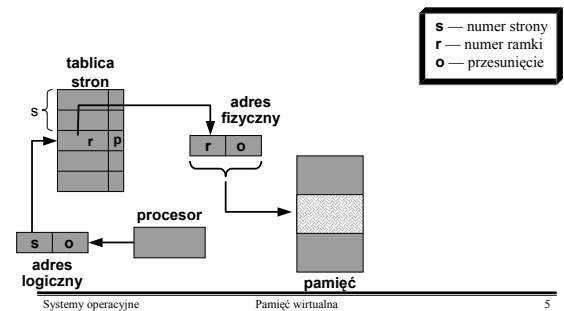 s — numer strony
r — numer ramki
o — przesunięcie
tablica
stron
s
r p
adres
fizyczny
r o
procesor
s o
adres
logiczny
pamięć
Systemy operacyjne Pamięć wirtualna 5